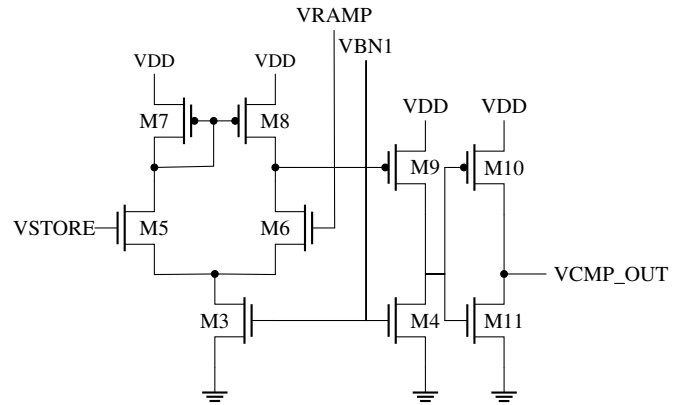 VRAMP
VBN1
VDD
VDD
M7
M8
VDD
VDD
M9
M10
VSTORE
M5
M6
VCMP_OUT
M3
M4
M11